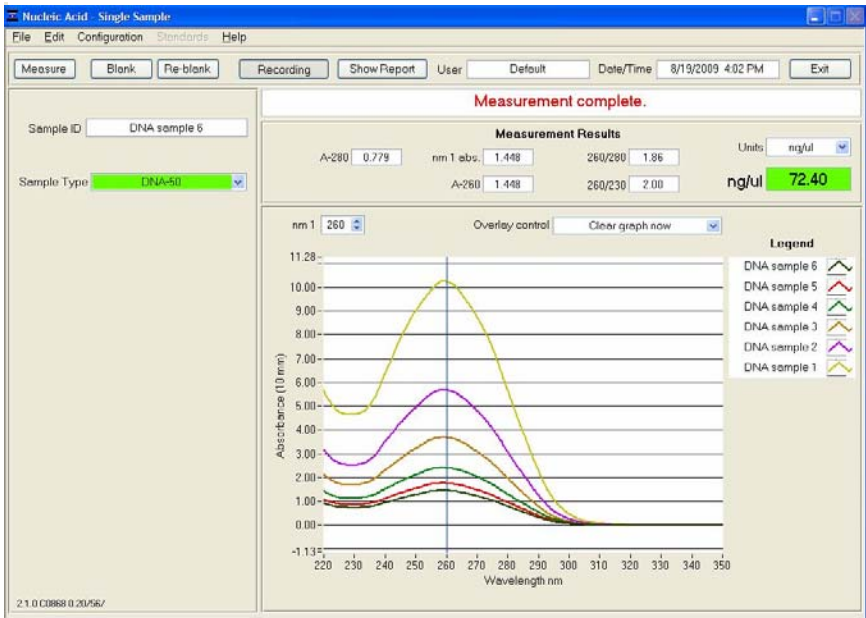 Nucleic Acid - Single Sample
File Edit Configuration Standards Help
Measure Blank Re-blank Recording Show Report User Default Date/Time 8/19/2009 4:02 PM Exit
Measurement complete.
Sample ID DNA sample 6
Sample Type DNA-50
Measurement Results
A-280 0.779 nm 1 abs. 1.448 260/280 1.86
A-260 1.448 260/230 2.00
Units ng/ul
ng/ul 72.40
nm 1 260 Overlay control Clear graph now
Legend
DNA sample 6
DNA sample 5
DNA sample 4
DNA sample 3
DNA sample 2
DNA sample 1
Absorbance (10 mm)
11.28
10.00
9.00
8.00
7.00
6.00
5.00
4.00
3.00
2.00
1.00
0.00
-1.13
220 230 240 250 260 270 280 290 300 310 320 330 340 350
Wavelength nm
2.1.0 C0868 0.20/56/